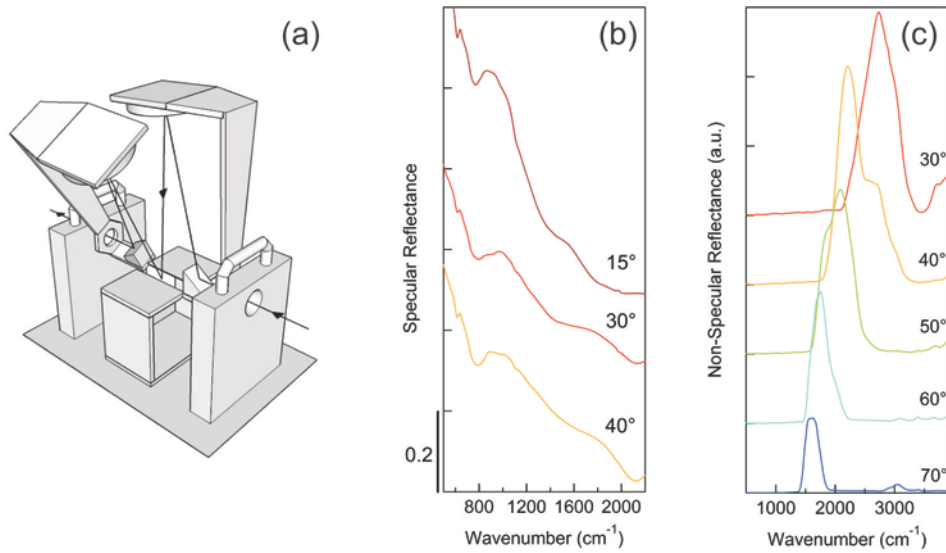 (a)
(b)
Specular Reflectance
15°
30°
40°
0.2
800 1200 1600 2000
Wavenumber (cm⁻¹)
(c)
Non-Specular Reflectance (a.u.)
30°
40°
50°
60°
70°
1000 2000 3000
Wavenumber (cm⁻¹)